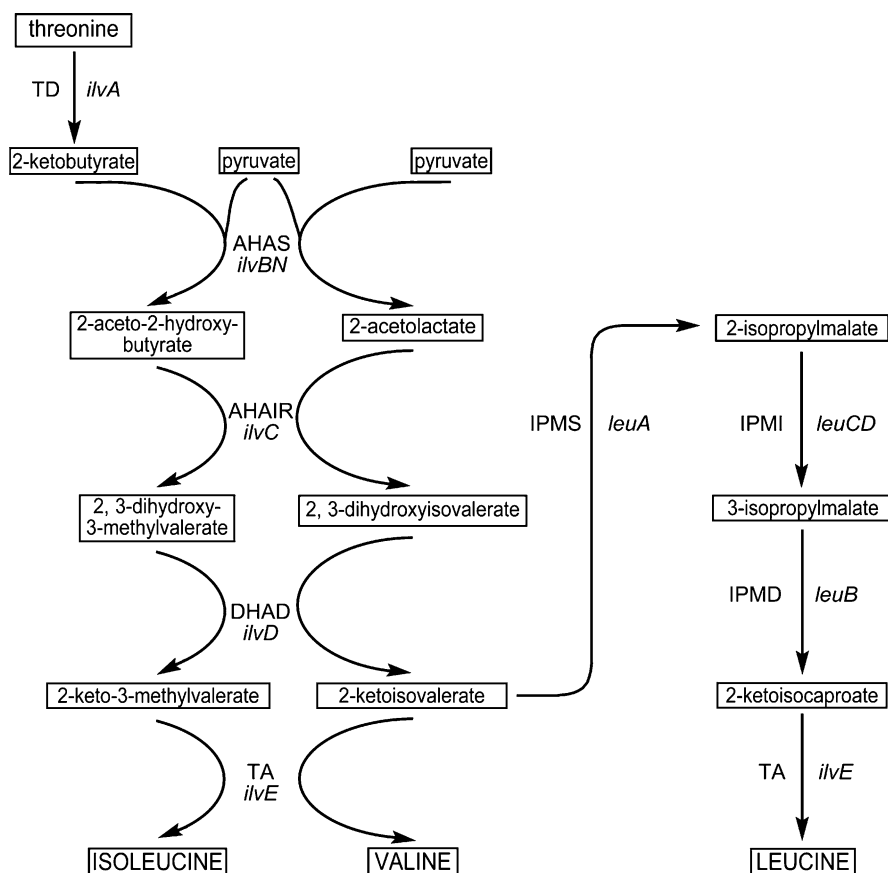 threonine
TD ilvA
2-ketobutyrate pyruvate pyruvate
AHAS
ilvBN
2-aceto-2-hydroxy-
butyrate
2-acetolactate
2-isopropylmalate
AHAIR
ilvC
IPMS leuA
IPMI leuCD
2, 3-dihydroxy-
3-methylvalerate
2, 3-dihydroxyisovalerate
3-isopropylmalate
DHAD
ilvD
IPMD leuB
2-keto-3-methylvalerate
2-ketoisovalerate
2-ketoisocaproate
TA
ilvE
TA ilvE
ISOLEUCINE
VALINE
LEUCINE